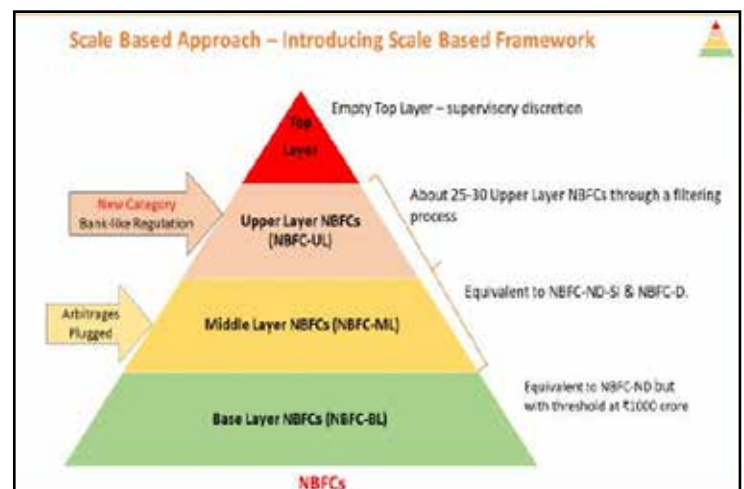 Scale Based Approach – Introducing Scale Based Framework
Empty Top Layer – supervisory discretion
Top
Layer
About 25-30 Upper Layer NBFCs through a filtering
process
New Category
Bank-like Regulation
Upper Layer NBFCs
(NBFC-UL)
Equivalent to NBFC-ND-SI & NBFC-D.
Arbitrages
Plugged
Middle Layer NBFCs (NBFC-ML)
Equivalent to NBFC-ND but
with threshold at ₹1000 crore
Base Layer NBFCs (NBFC-BL)
NBFCs